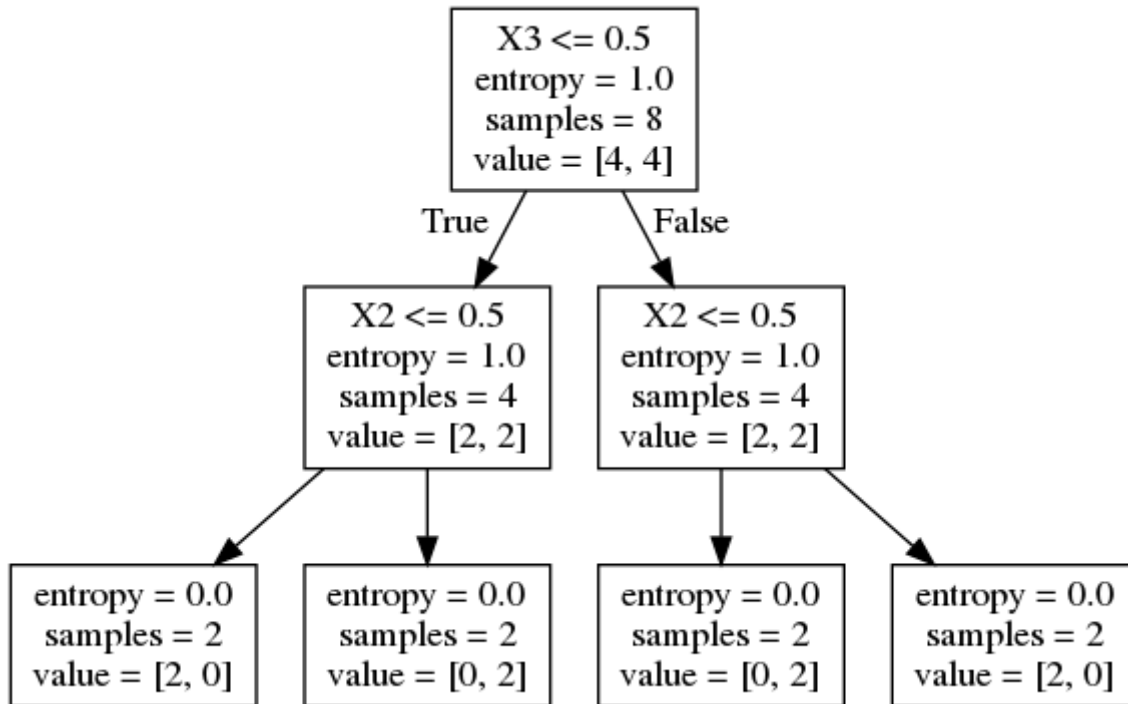 X3 <= 0.5
entropy = 1.0
samples = 8
value = [4, 4]
True
False
X2 <= 0.5
entropy = 1.0
samples = 4
value = [2, 2]
X2 <= 0.5
entropy = 1.0
samples = 4
value = [2, 2]
entropy = 0.0
samples = 2
value = [2, 0]
entropy = 0.0
samples = 2
value = [0, 2]
entropy = 0.0
samples = 2
value = [0, 2]
entropy = 0.0
samples = 2
value = [2, 0]